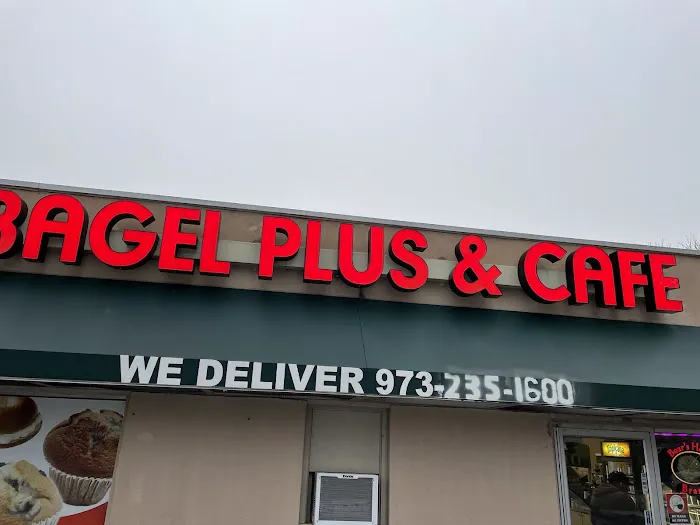 BAGEL PLUS & CAFE
WE DELIVER 973-235-1600